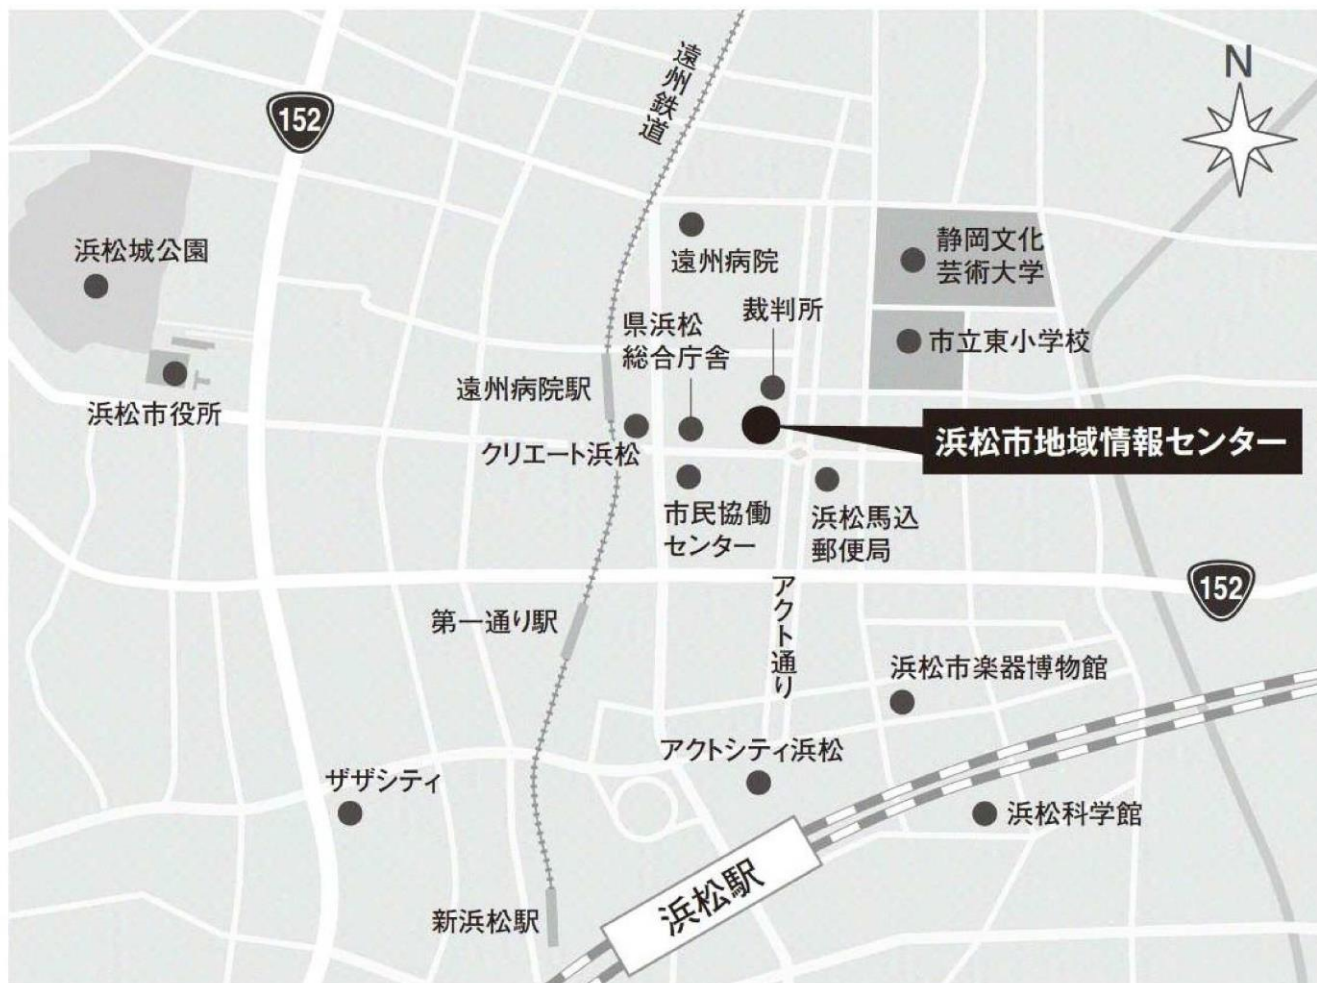 遠州鉄道
N
152
浜松城公園
遠州病院
静岡文化
芸術大学
裁判所
県浜松
総合庁舎
市立東小学校
遠州病院駅
浜松市役所
クリエート浜松
浜松市地域情報センター
市民協働
センター
浜松馬込
郵便局
152
アクト通り
第一通り駅
浜松市楽器博物館
アクトシティ浜松
ザザシティ
浜松科学館
浜松駅
新浜松駅